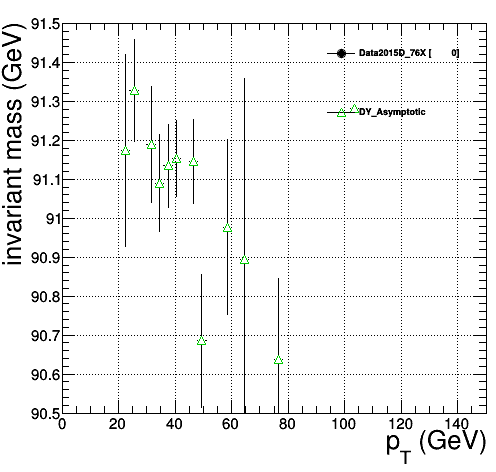 91.5
91.4
91.3
91.2
91.1
91
90.9
90.8
90.7
90.6
90.5
invariant mass (GeV)
Data2015D_76X [ 0]
DY_Asymptotic
0 20 40 60 80 100 120 140
p_T (GeV)